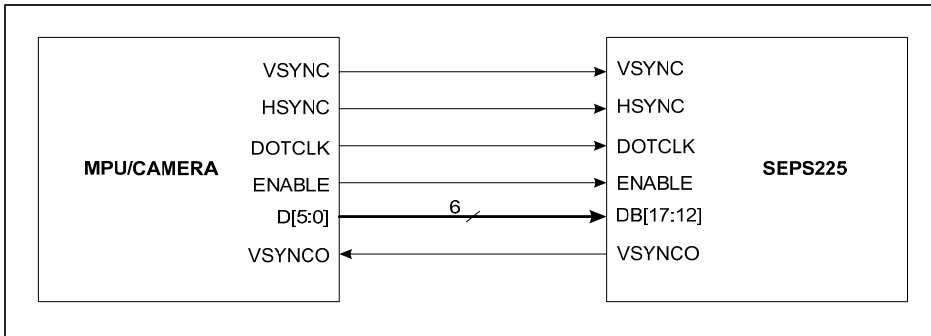 VSYNC
HSYNC
DOTCLK
MPU/CAMERA
ENABLE
D[5:0]
VSYNCO
6
VSYNC
HSYNC
DOTCLK
SEPS225
ENABLE
DB[17:12]
VSYNCO